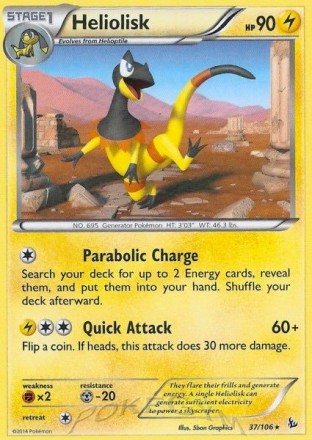 STAGE1
Heliolisk
HP 90
Evolves from Helioptile
NO. 695 Generator Pokémon HT: 3'03" WT: 46.3 lbs.
Parabolic Charge
Search your deck for up to 2 Energy cards, reveal
them, and put them into your hand. Shuffle your
deck afterward.
Quick Attack 60+
Flip a coin. If heads, this attack does 30 more damage.
weakness
×2
resistance
-20
retreat
They flare their frills and generate
energy. A single Heliolisk can
generate sufficient electricity
to power a skyscraper.
Illus. 5ban Graphics
37/106
©2014 Pokémon